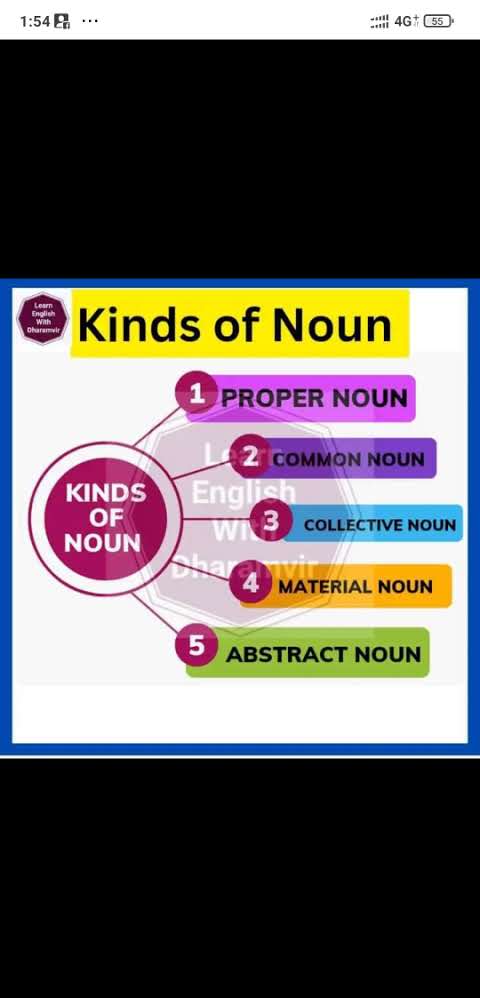 1:54 ...
4G+ 55
Learn
English
With
Dharamvir
Kinds of Noun
1 PROPER NOUN
2 COMMON NOUN
3 COLLECTIVE NOUN
4 MATERIAL NOUN
5 ABSTRACT NOUN
KINDS
OF
NOUN
Learn
English
With
Dharamvir